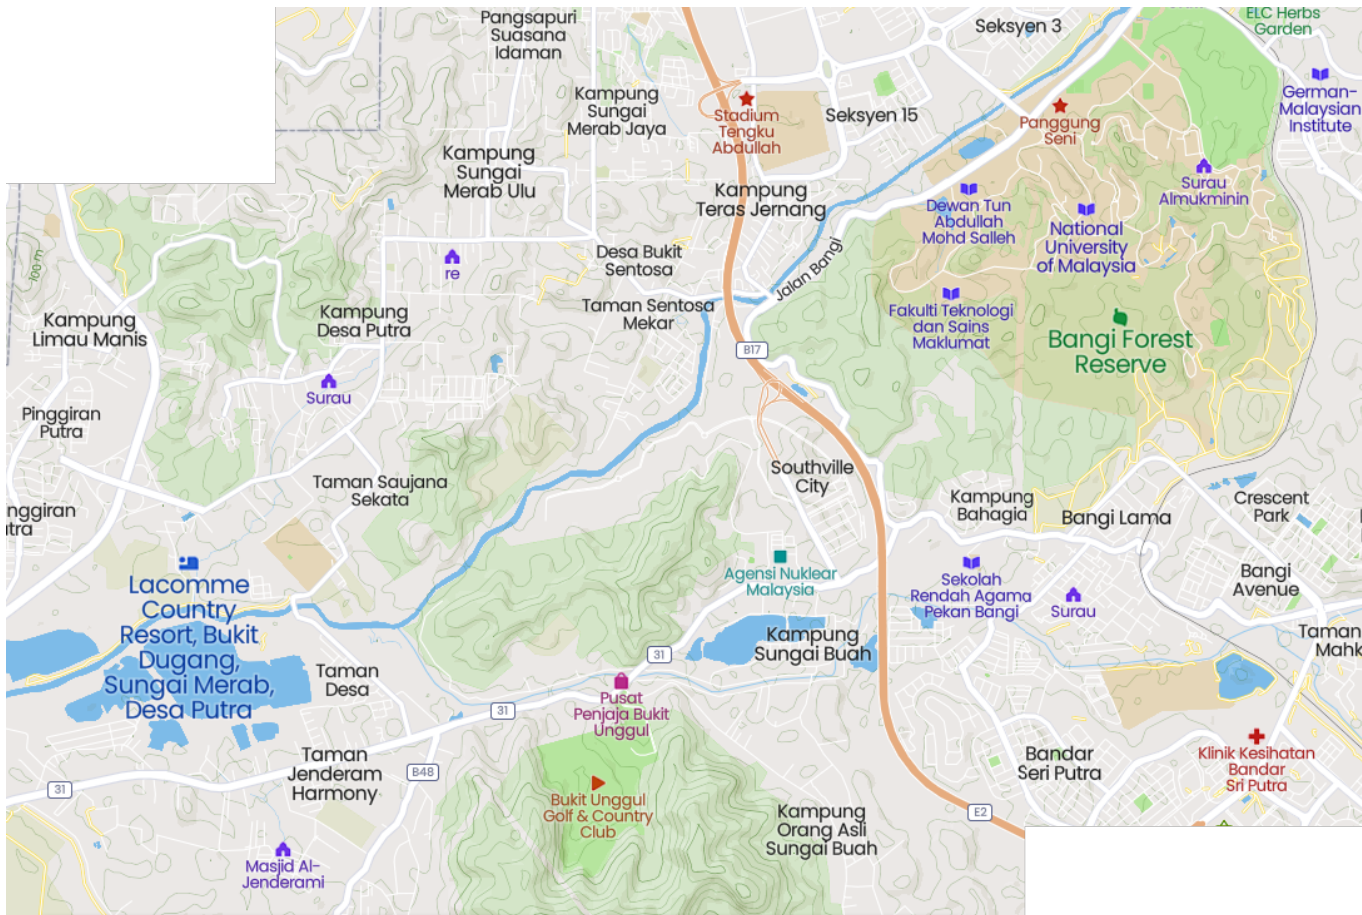 Pangsapuri
Suasana
Idaman
Seksyen 3
ELC Herbs
Garden
Kampung
Sungai
Merab Jaya
Stadium
Tengku
Abdullah
Seksyen 15
Panggung
Seni
German-
Malaysian
Institute
Kampung
Sungai
Merab Ulu
Kampung
Teras Jernang
Dewan Tun
Abdullah
Mohd Salleh
Surau
Almukminin
National
University
of Malaysia
100 m
re
Desa Bukit
Sentosa
Jalan Bangi
Taman Sentosa
Mekar
Kampung
Limau Manis
Kampung
Desa Putra
Fakulti Teknologi
dan Sains
Maklumat
Bangi Forest
Reserve
B17
Surau
Pinggiran
Putra
Southville
City
Taman Saujana
Sekata
nggiran
utra
Kampung
Bahagia
Bangi Lama
Crescent
Park
Lacomme
Country
Resort, Bukit
Dugang,
Sungai Merab,
Desa Putra
Agensi Nuklear
Malaysia
Sekolah
Rendah Agama
Pekan Bangi
Surau
Bangi
Avenue
Kampung
Sungai Buah
Taman
Mahk
31
Taman
Desa
Pusat
Penjaja Bukit
Unggul
31
Taman
Jenderam
Harmony
B48
31
Bandar
Seri Putra
Klinik Kesihatan
Bandar
Sri Putra
Bukit Unggul
Golf & Country
Club
Kampung
Orang Asli
Sungai Buah
E2
Masjid Al-
Jenderami